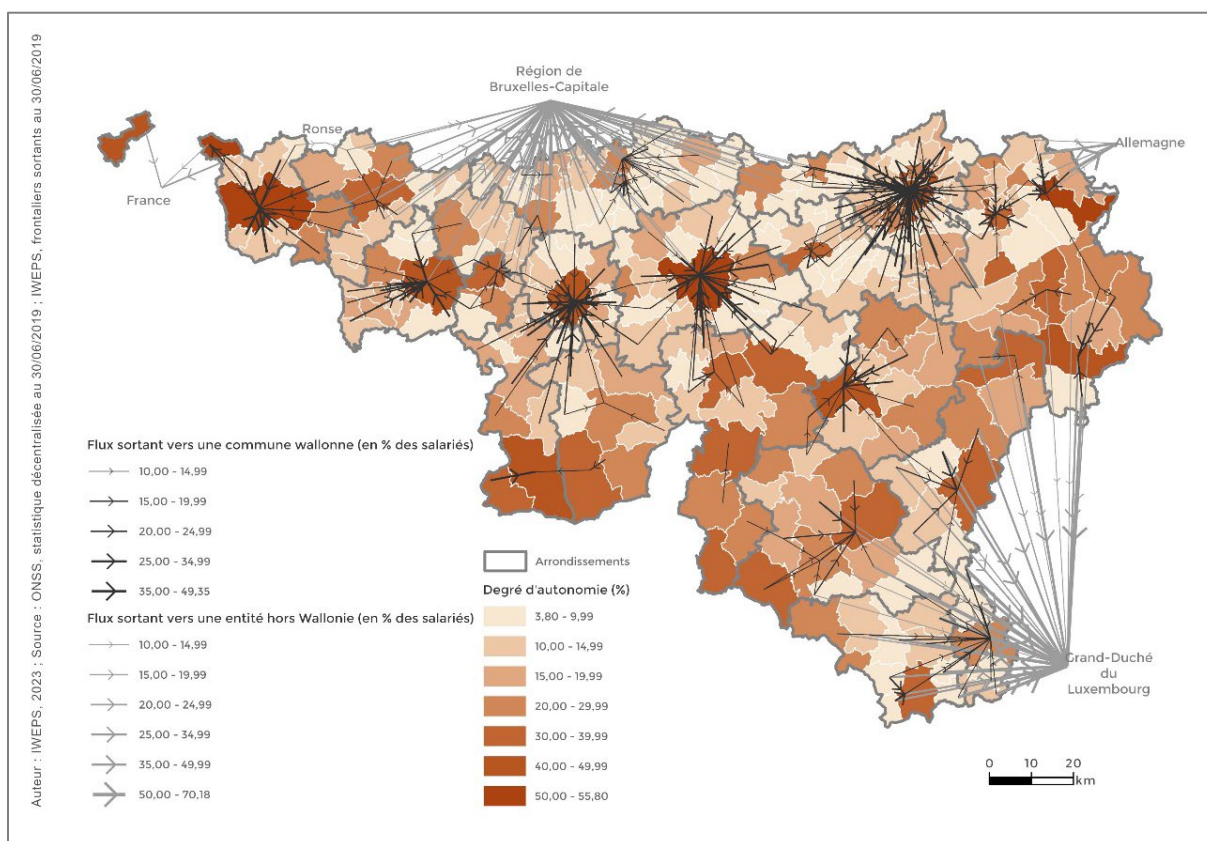 Auteur : IWEPS, 2023 ; Source : ONSS, statistique décentralisée au 30/06/2019 ; IWEPS, frontaliers sortants au 30/06/2019
Région de
Bruxelles-Capitale
Ronse
France
Allemagne
Grand-Duché
du
Luxembourg
Flux sortant vers une commune wallonne (en % des salariés)
10,00 - 14,99
15,00 - 19,99
20,00 - 24,99
25,00 - 34,99
35,00 - 49,35
Flux sortant vers une entité hors Wallonie (en % des salariés)
10,00 - 14,99
15,00 - 19,99
20,00 - 24,99
25,00 - 34,99
35,00 - 49,99
50,00 - 70,18
Arrondissements
Degré d'autonomie (%)
3,80 - 9,99
10,00 - 14,99
15,00 - 19,99
20,00 - 29,99
30,00 - 39,99
40,00 - 49,99
50,00 - 55,80
0 10 20
km